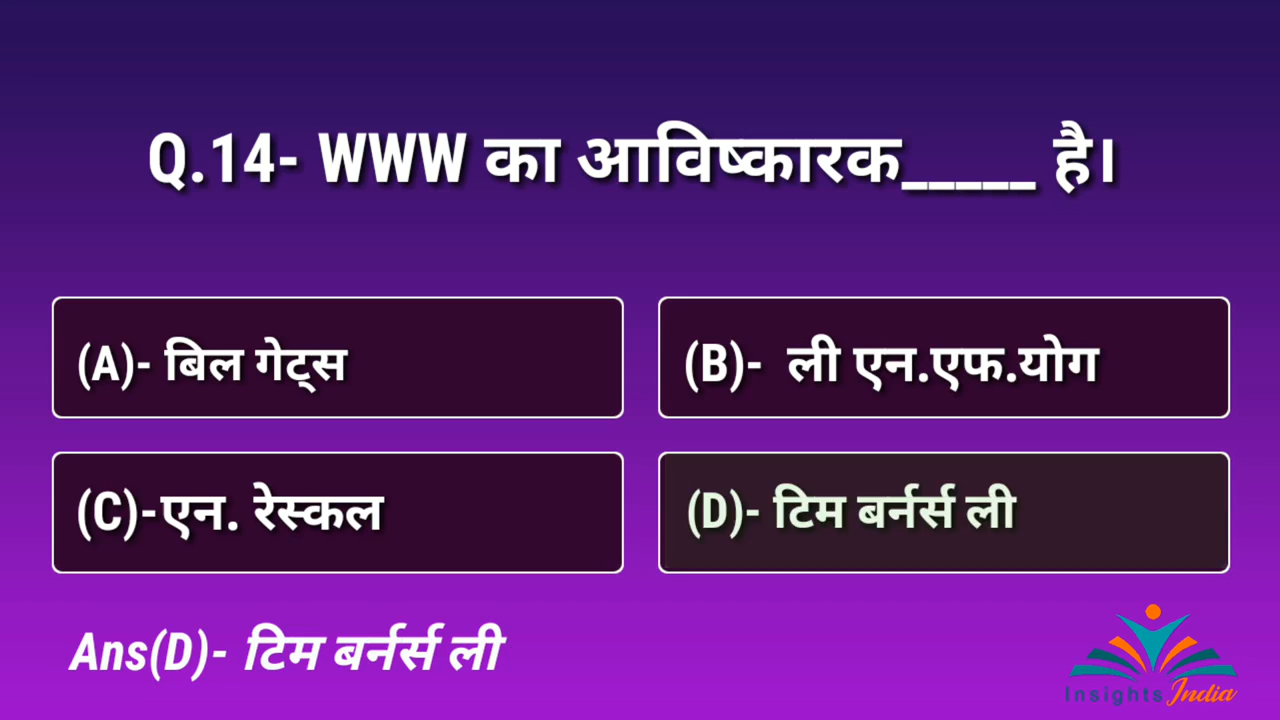 Q.14- WWW का आविष्कारक_____ है।
(A)- बिल गेट्स
(B)- ली एन.एफ.योग
(C)-एन. रेस्कल
(D)- टिम बर्नर्स ली
Ans(D)- टिम बर्नर्स ली
Insights India